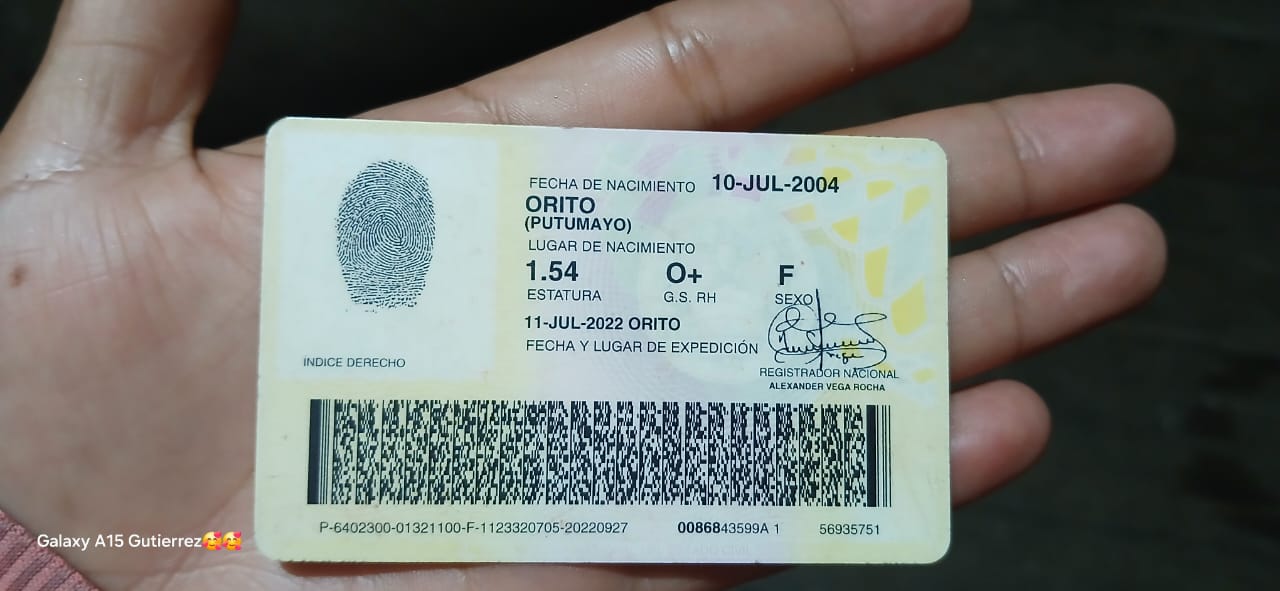 FECHA DE NACIMIENTO 10-JUL-2004
ORITO
(PUTUMAYO)
LUGAR DE NACIMIENTO
1.54 O+ F
ESTATURA G.S. RH SEXO
11-JUL-2022 ORITO
FECHA Y LUGAR DE EXPEDICIÓN
INDICE DERECHO
REGISTRADOR NACIONAL
ALEXANDER VEGA ROCHA
P-6402300-01321100-F-1123320705-20220927 0086843599A 1 56935751
Galaxy A15 Gutierrez🥰🥰